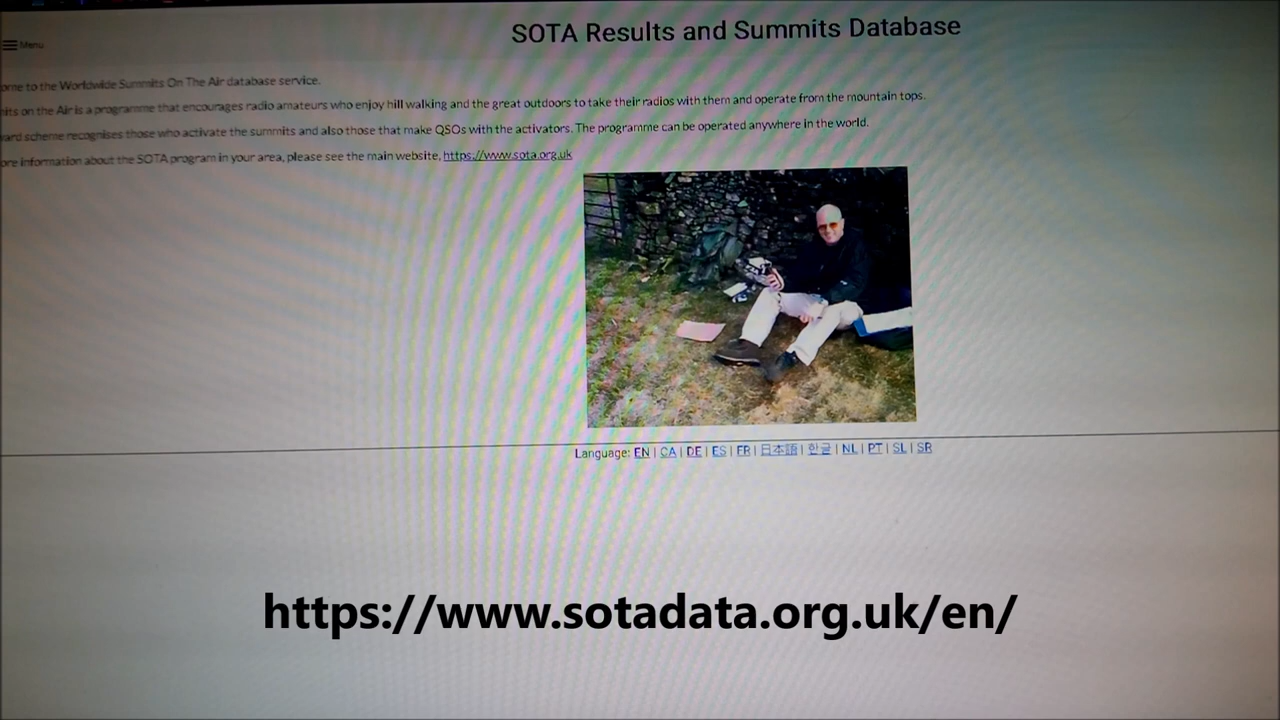 SOTA Results and Summits Database
Menu
ome to the Worldwide Summits On The Air database service.
its on the Air is a programme that encourages radio amateurs who enjoy hill walking and the great outdoors to take their radios with them and operate from the mountain tops.
ard scheme recognises those who activate the summits and also those that make QSOs with the activators. The programme can be operated anywhere in the world.
ore information about the SOTA program in your area, please see the main website, https://www.sota.org.uk
Language: EN | CA | DE | ES | FR | 日本語 | 한글 | NL | PT | SL | SR
https://www.sotadata.org.uk/en/